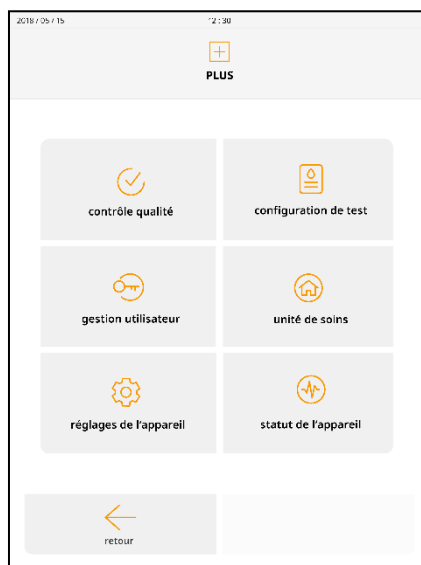 2018 / 05 / 15
12 : 30
PLUS
contrôle qualité
configuration de test
gestion utilisateur
unité de soins
réglages de l'appareil
statut de l'appareil
retour